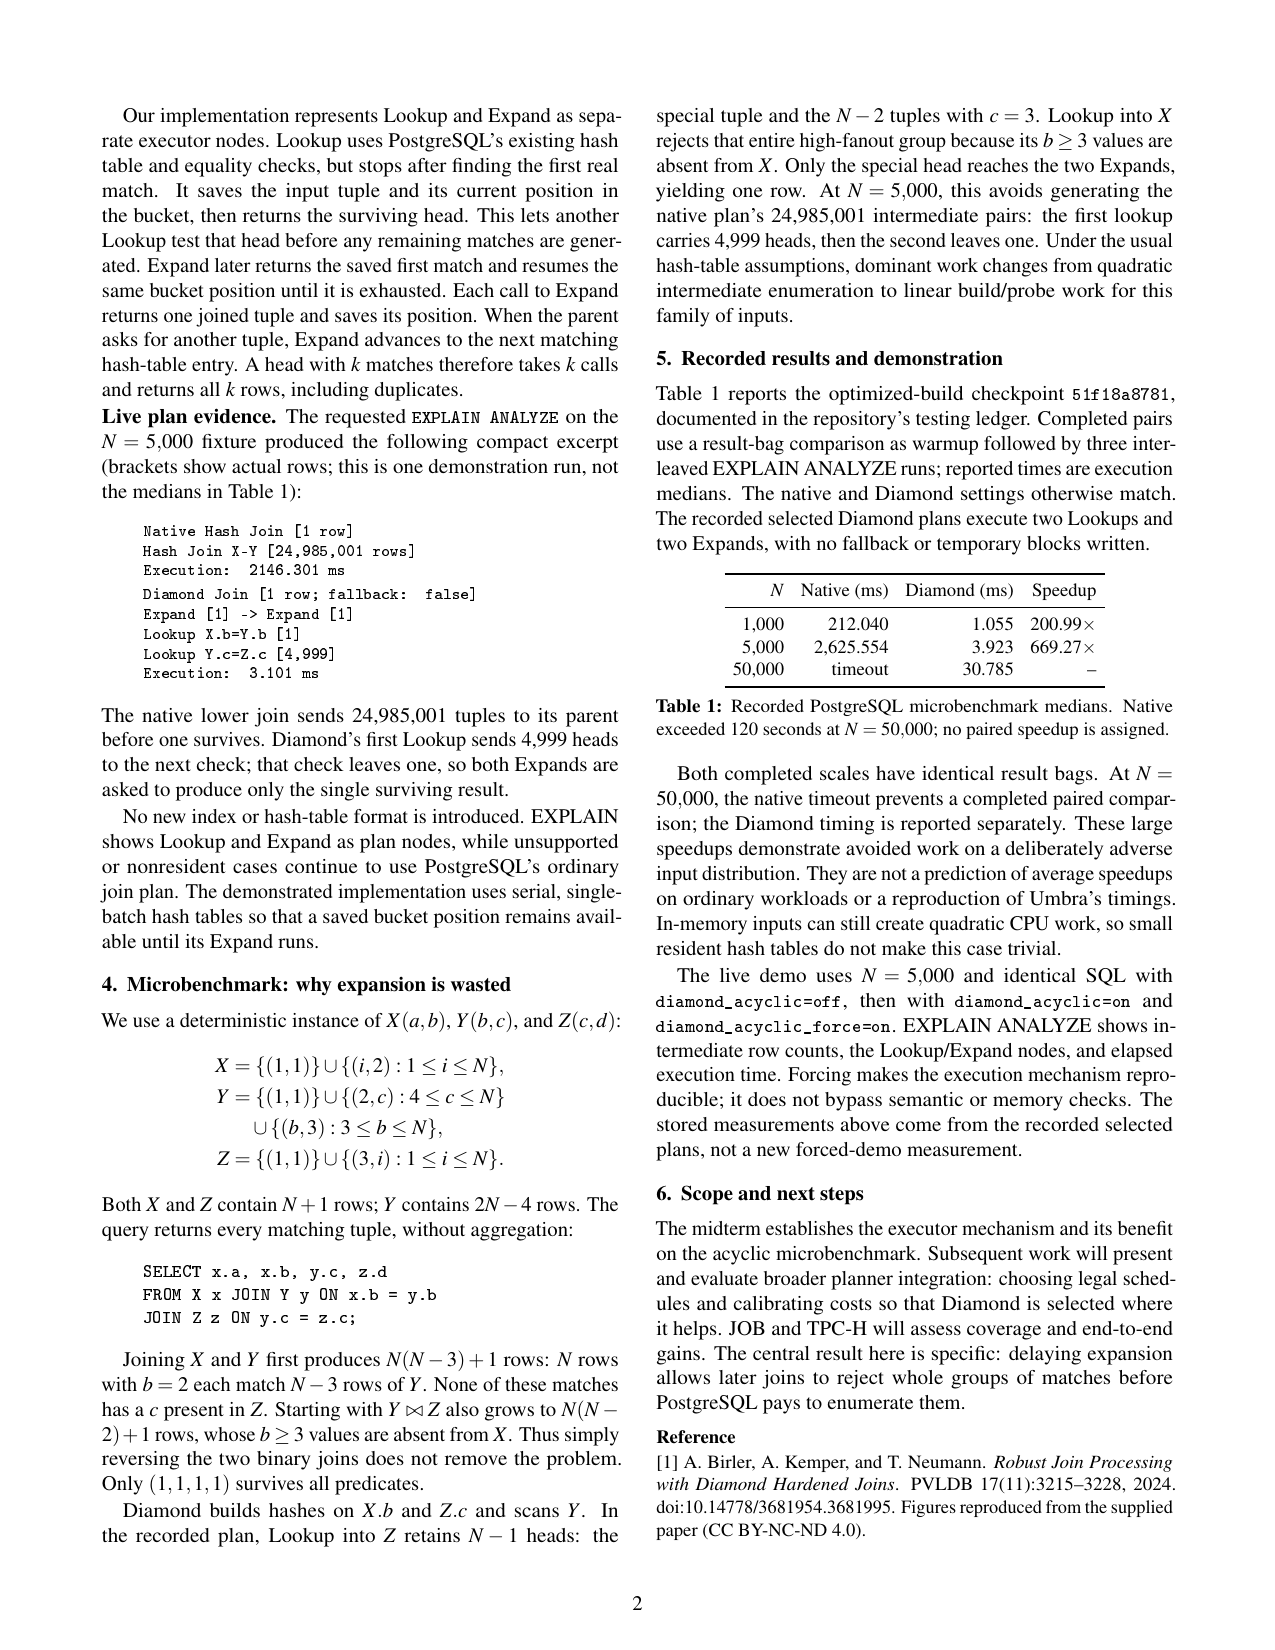 Our implementation represents Lookup and Expand as sepa-
rate executor nodes. Lookup uses PostgreSQL's existing hash
table and equality checks, but stops after finding the first real
match. It saves the input tuple and its current position in
the bucket, then returns the surviving head. This lets another
Lookup test that head before any remaining matches are gener-
ated. Expand later returns the saved first match and resumes the
same bucket position until it is exhausted. Each call to Expand
returns one joined tuple and saves its position. When the parent
asks for another tuple, Expand advances to the next matching
hash-table entry. A head with k matches therefore takes k calls
and returns all k rows, including duplicates.
Live plan evidence. The requested EXPLAIN ANALYZE on the
N = 5,000 fixture produced the following compact excerpt
(brackets show actual rows; this is one demonstration run, not
the medians in Table 1):
Native Hash Join [1 row]
Hash Join X-Y [24,985,001 rows]
Execution: 2146.301 ms
Diamond Join [1 row; fallback: false]
Expand [1] -> Expand [1]
Lookup X.b=Y.b [1]
Lookup Y.c=Z.c [4,999]
Execution: 3.101 ms
The native lower join sends 24,985,001 tuples to its parent
before one survives. Diamond's first Lookup sends 4,999 heads
to the next check; that check leaves one, so both Expands are
asked to produce only the single surviving result.
No new index or hash-table format is introduced. EXPLAIN
shows Lookup and Expand as plan nodes, while unsupported
or nonresident cases continue to use PostgreSQL's ordinary
join plan. The demonstrated implementation uses serial, single-
batch hash tables so that a saved bucket position remains avail-
able until its Expand runs.
4. Microbenchmark: why expansion is wasted
We use a deterministic instance of X(a,b), Y(b,c), and Z(c,d):
X = {(1,1)} ∪ {(i,2) : 1 ≤ i ≤ N},
Y = {(1,1)} ∪ {(2,c) : 4 ≤ c ≤ N}
∪ {(b,3) : 3 ≤ b ≤ N},
Z = {(1,1)} ∪ {(3,i) : 1 ≤ i ≤ N}.
Both X and Z contain N + 1 rows; Y contains 2N − 4 rows. The
query returns every matching tuple, without aggregation:
SELECT x.a, x.b, y.c, z.d
FROM X x JOIN Y y ON x.b = y.b
JOIN Z z ON y.c = z.c;
Joining X and Y first produces N(N − 3) + 1 rows: N rows
with b = 2 each match N − 3 rows of Y. None of these matches
has a c present in Z. Starting with Y ⋈ Z also grows to N(N −
2) + 1 rows, whose b ≥ 3 values are absent from X. Thus simply
reversing the two binary joins does not remove the problem.
Only (1,1,1,1) survives all predicates.
Diamond builds hashes on X.b and Z.c and scans Y. In
the recorded plan, Lookup into Z retains N − 1 heads: the
special tuple and the N − 2 tuples with c = 3. Lookup into X
rejects that entire high-fanout group because its b ≥ 3 values are
absent from X. Only the special head reaches the two Expands,
yielding one row. At N = 5,000, this avoids generating the
native plan's 24,985,001 intermediate pairs: the first lookup
carries 4,999 heads, then the second leaves one. Under the usual
hash-table assumptions, dominant work changes from quadratic
intermediate enumeration to linear build/probe work for this
family of inputs.
5. Recorded results and demonstration
Table 1 reports the optimized-build checkpoint 51f18a8781,
documented in the repository's testing ledger. Completed pairs
use a result-bag comparison as warmup followed by three inter-
leaved EXPLAIN ANALYZE runs; reported times are execution
medians. The native and Diamond settings otherwise match.
The recorded selected Diamond plans execute two Lookups and
two Expands, with no fallback or temporary blocks written.
N Native (ms) Diamond (ms) Speedup
1,000 212.040 1.055 200.99×
5,000 2,625.554 3.923 669.27×
50,000 timeout 30.785 –
Table 1: Recorded PostgreSQL microbenchmark medians. Native
exceeded 120 seconds at N = 50,000; no paired speedup is assigned.
Both completed scales have identical result bags. At N =
50,000, the native timeout prevents a completed paired compar-
ison; the Diamond timing is reported separately. These large
speedups demonstrate avoided work on a deliberately adverse
input distribution. They are not a prediction of average speedups
on ordinary workloads or a reproduction of Umbra's timings.
In-memory inputs can still create quadratic CPU work, so small
resident hash tables do not make this case trivial.
The live demo uses N = 5,000 and identical SQL with
diamond_acyclic=off, then with diamond_acyclic=on and
diamond_acyclic_force=on. EXPLAIN ANALYZE shows in-
termediate row counts, the Lookup/Expand nodes, and elapsed
execution time. Forcing makes the execution mechanism repro-
ducible; it does not bypass semantic or memory checks. The
stored measurements above come from the recorded selected
plans, not a new forced-demo measurement.
6. Scope and next steps
The midterm establishes the executor mechanism and its benefit
on the acyclic microbenchmark. Subsequent work will present
and evaluate broader planner integration: choosing legal sched-
ules and calibrating costs so that Diamond is selected where
it helps. JOB and TPC-H will assess coverage and end-to-end
gains. The central result here is specific: delaying expansion
allows later joins to reject whole groups of matches before
PostgreSQL pays to enumerate them.
Reference
[1] A. Birler, A. Kemper, and T. Neumann. Robust Join Processing
with Diamond Hardened Joins. PVLDB 17(11):3215–3228, 2024.
doi:10.14778/3681954.3681995. Figures reproduced from the supplied
paper (CC BY-NC-ND 4.0).
2